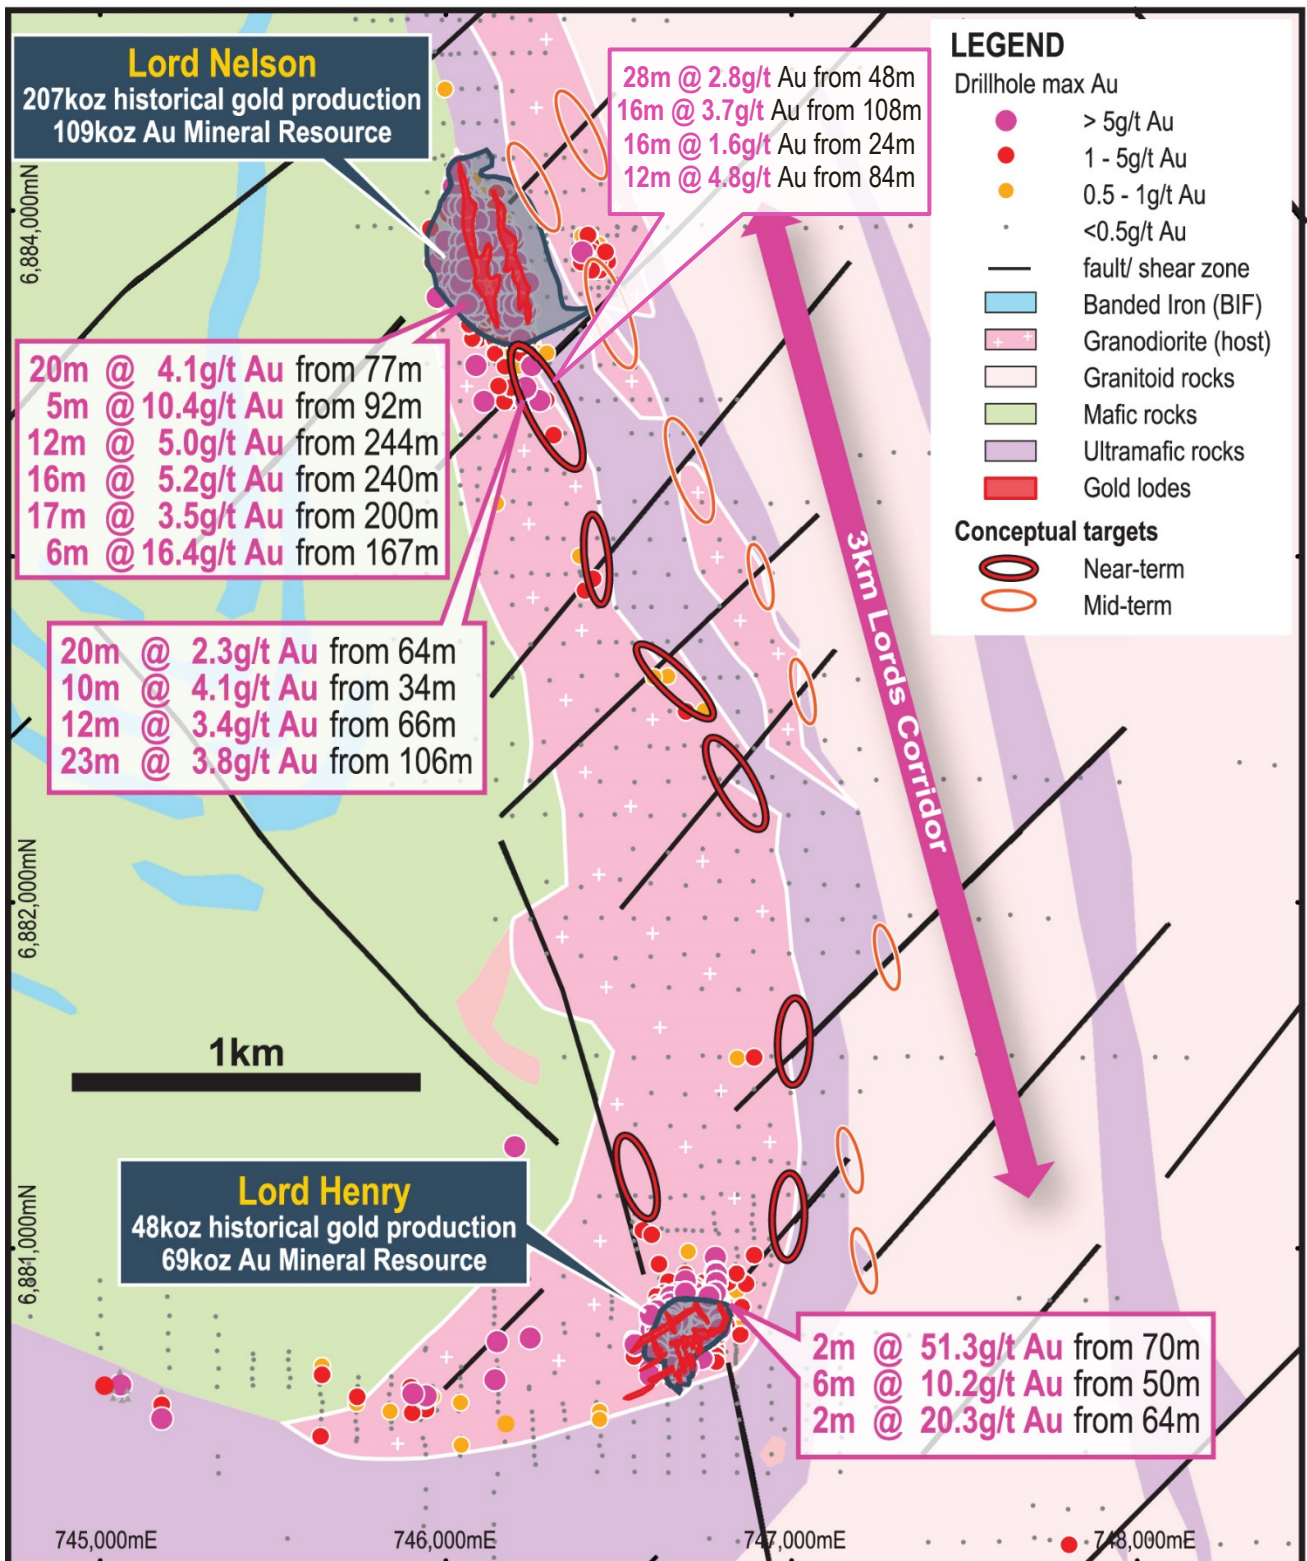 Lord Nelson
207koz historical gold production
109koz Au Mineral Resource
28m @ 2.8g/t Au from 48m
16m @ 3.7g/t Au from 108m
16m @ 1.6g/t Au from 24m
12m @ 4.8g/t Au from 84m
LEGEND
Drillhole max Au
> 5g/t Au
1 - 5g/t Au
0.5 - 1g/t Au
<0.5g/t Au
fault/ shear zone
Banded Iron (BIF)
Granodiorite (host)
Granitoid rocks
Mafic rocks
Ultramafic rocks
Gold lodes
Conceptual targets
Near-term
Mid-term
6,884,000mN
20m @ 4.1g/t Au from 77m
5m @ 10.4g/t Au from 92m
12m @ 5.0g/t Au from 244m
16m @ 5.2g/t Au from 240m
17m @ 3.5g/t Au from 200m
6m @ 16.4g/t Au from 167m
20m @ 2.3g/t Au from 64m
10m @ 4.1g/t Au from 34m
12m @ 3.4g/t Au from 66m
23m @ 3.8g/t Au from 106m
3km Lords Corridor
6,882,000mN
1km
Lord Henry
48koz historical gold production
69koz Au Mineral Resource
6,881,000mN
2m @ 51.3g/t Au from 70m
6m @ 10.2g/t Au from 50m
2m @ 20.3g/t Au from 64m
745,000mE
746,000mE
747,000mE
748,000mE